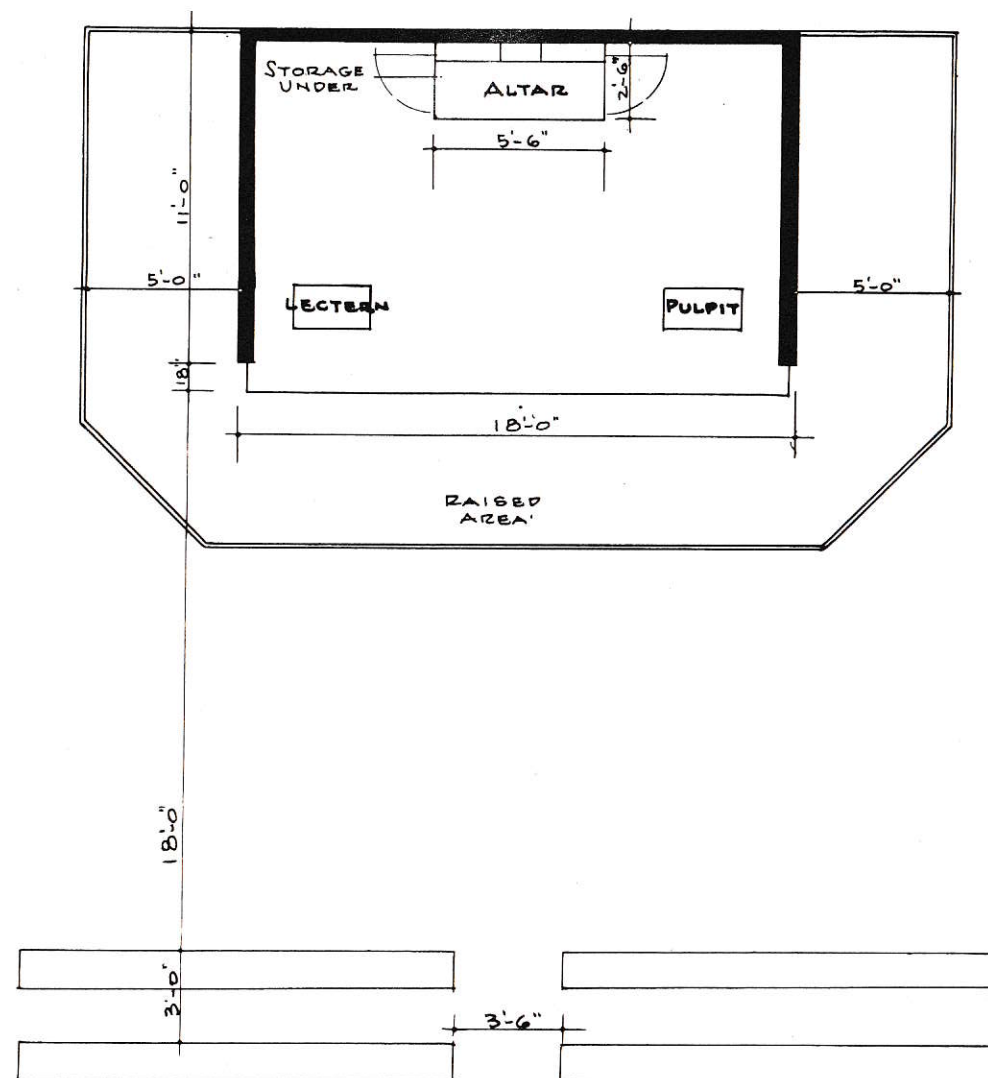 STORAGE
UNDER
ALTAR
2'-6"
5'-6"
11'-0"
5'-0"
LECTERN
PULPIT
5'-0"
18"
18'-0"
RAISED
AREA
18'-0"
3'-0"
3'-6"